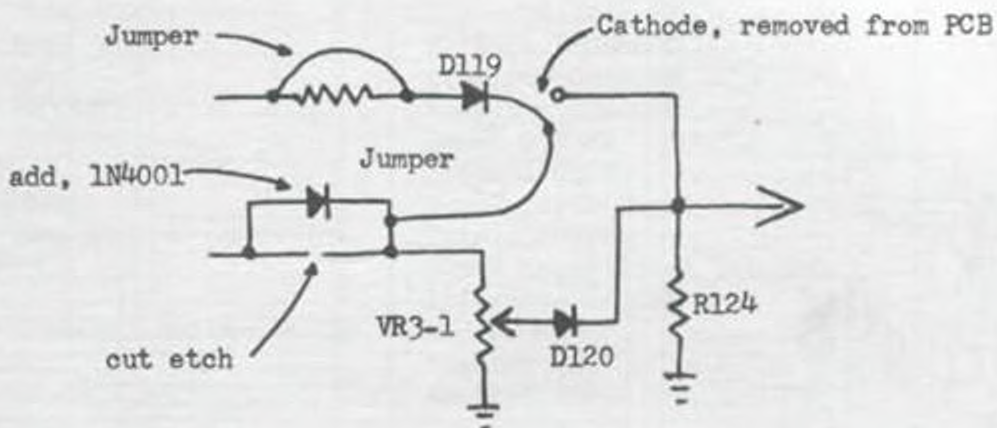 Jumper
Cathode, removed from PCB
D119
Jumper
add, 1N4001
VR3-1
R124
D120
cut etch